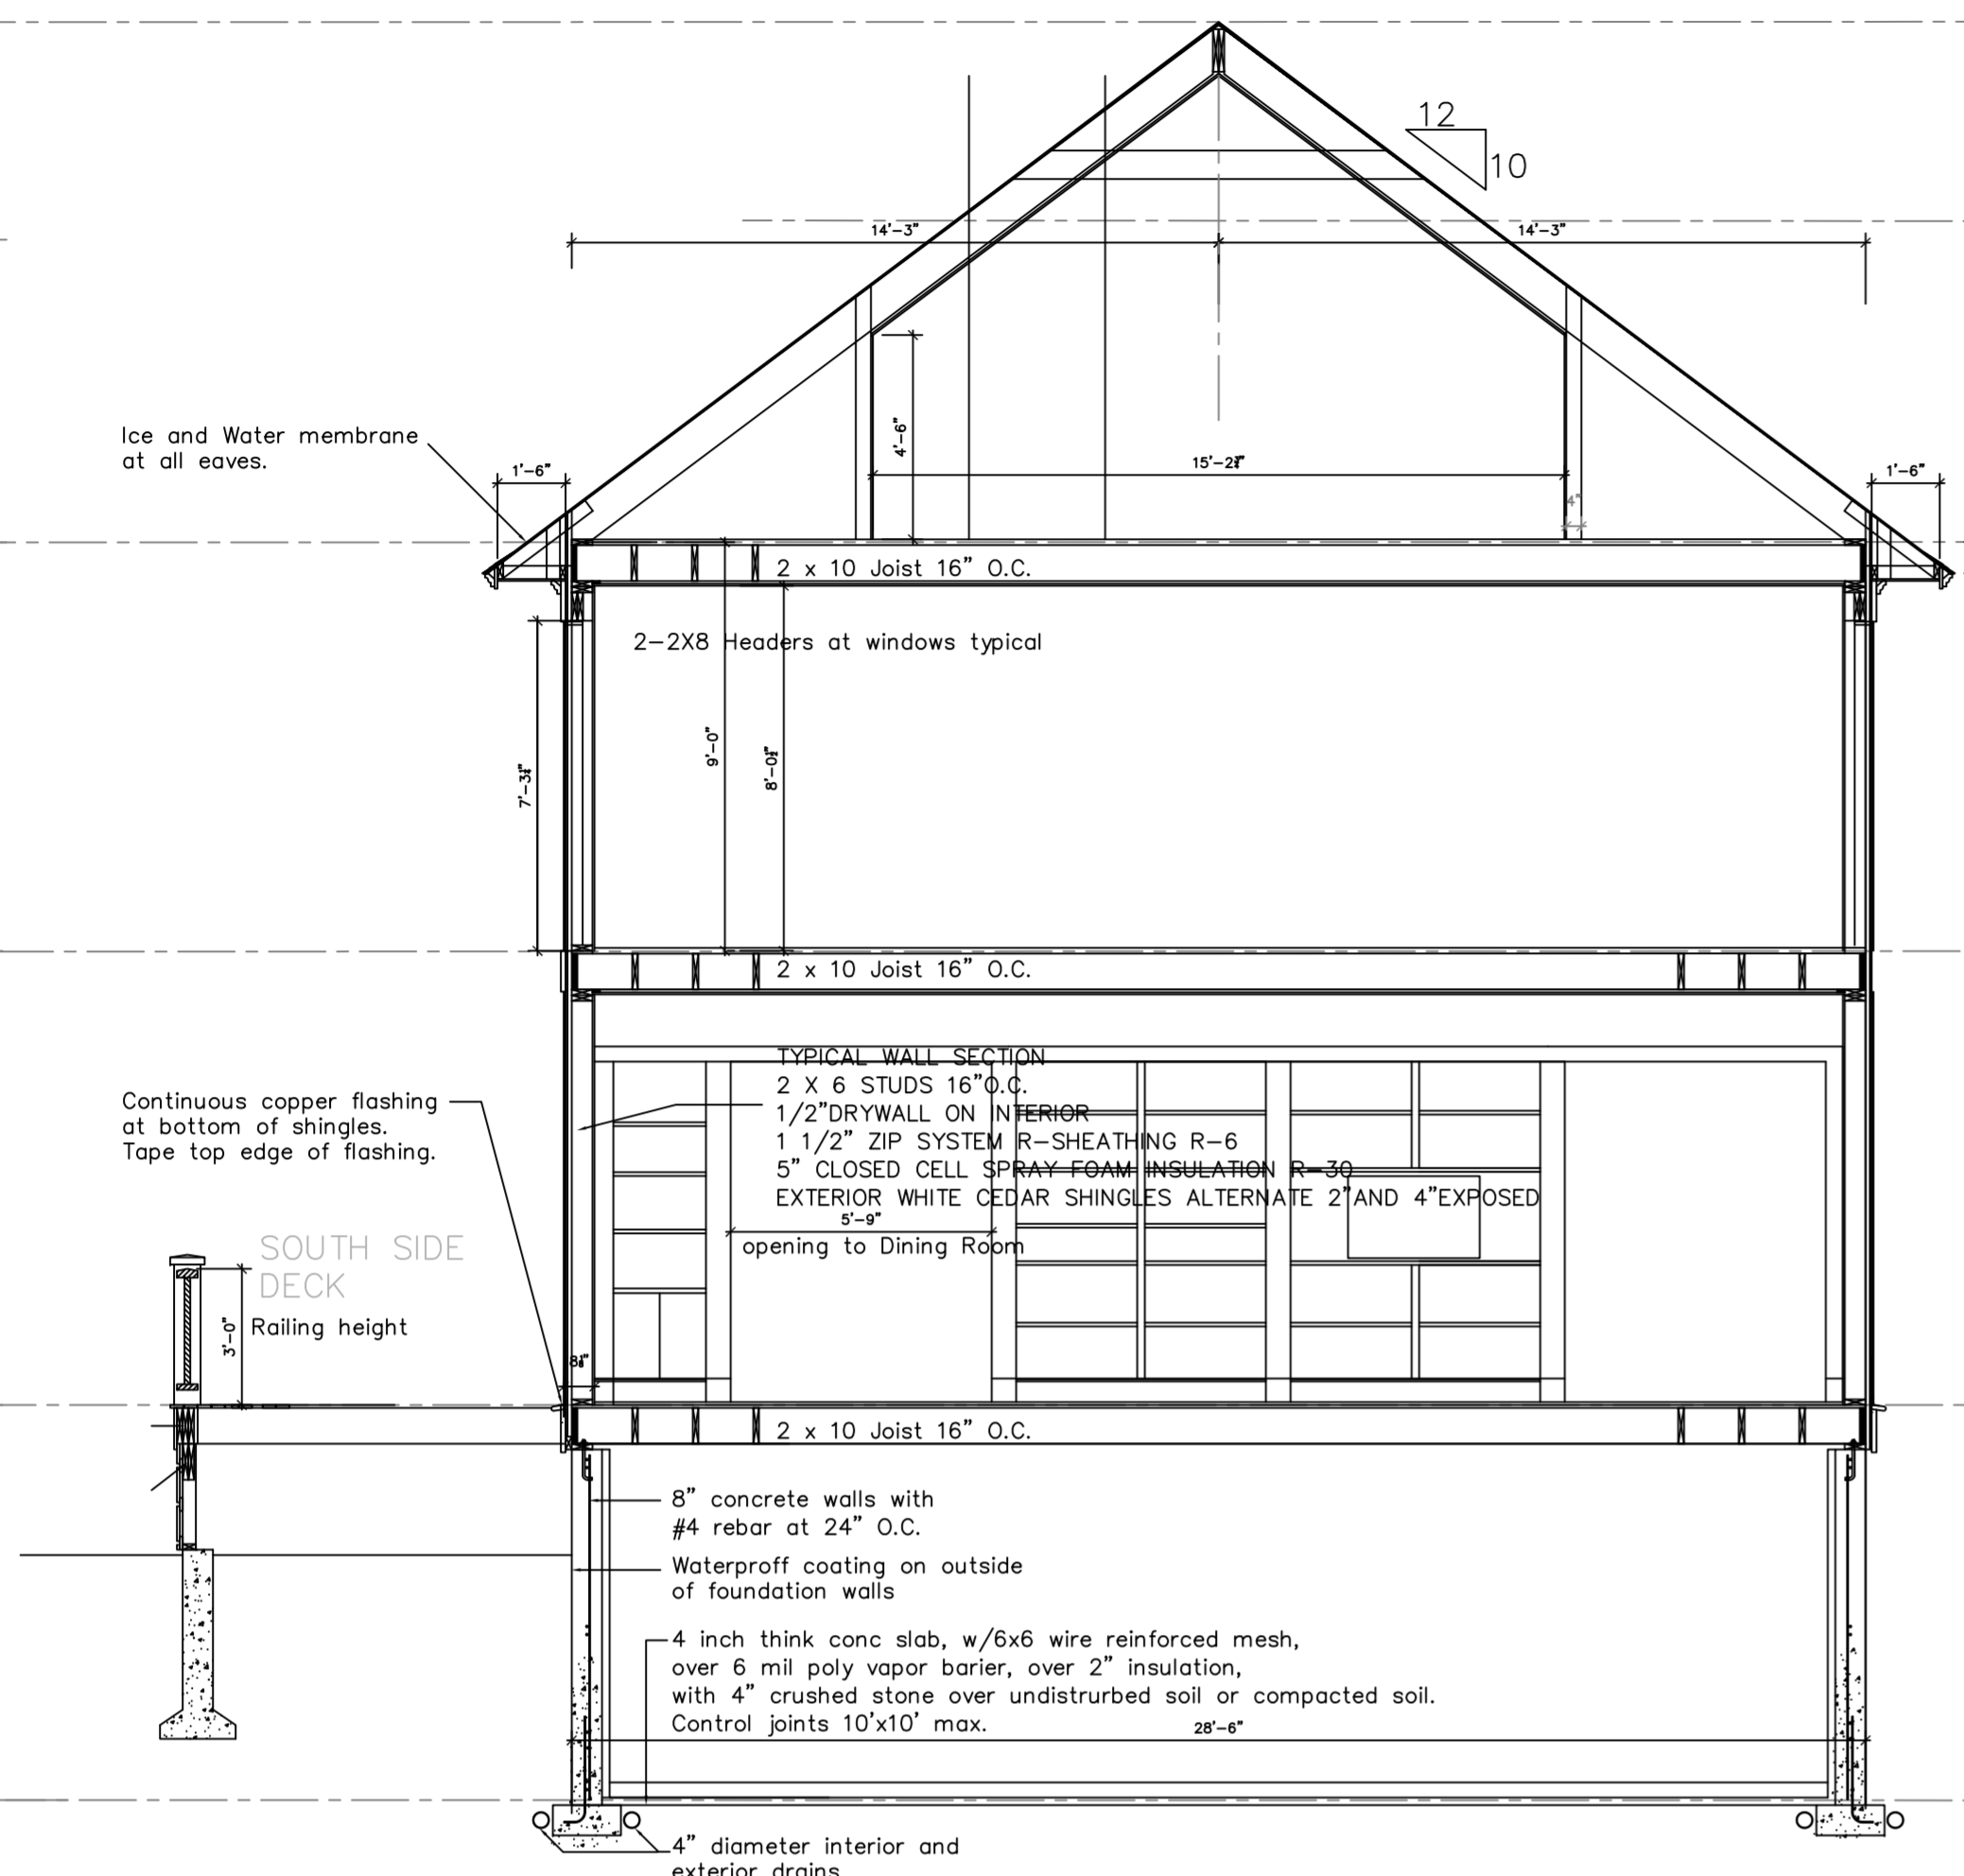 12
10
14'-3"
14'-3"
4'-6"
15'-2¾"
4"
Ice and Water membrane
at all eaves.
1'-6"
1'-6"
2 x 10 Joist 16" O.C.
2-2X8 Headers at windows typical
9'-0"
8'-0½"
2 x 10 Joist 16" O.C.
TYPICAL WALL SECTION
2 X 6 STUDS 16"O.C.
1/2"DRYWALL ON INTERIOR
1 1/2" ZIP SYSTEM R-SHEATHING R-6
5" CLOSED CELL SPRAY FOAM INSULATION R-30
EXTERIOR WHITE CEDAR SHINGLES ALTERNATE 2"AND 4"EXPOSED
5'-9"
opening to Dining Room
Continuous copper flashing
at bottom of shingles.
Tape top edge of flashing.
SOUTH SIDE
DECK
3'-0"
Railing height
2 x 10 Joist 16" O.C.
8" concrete walls with
#4 rebar at 24" O.C.
Waterproff coating on outside
of foundation walls
4 inch think conc slab, w/6x6 wire reinforced mesh,
over 6 mil poly vapor barier, over 2" insulation,
with 4" crushed stone over undistrurbed soil or compacted soil.
Control joints 10'x10' max.
28'-6"
4" diameter interior and
exterior drains